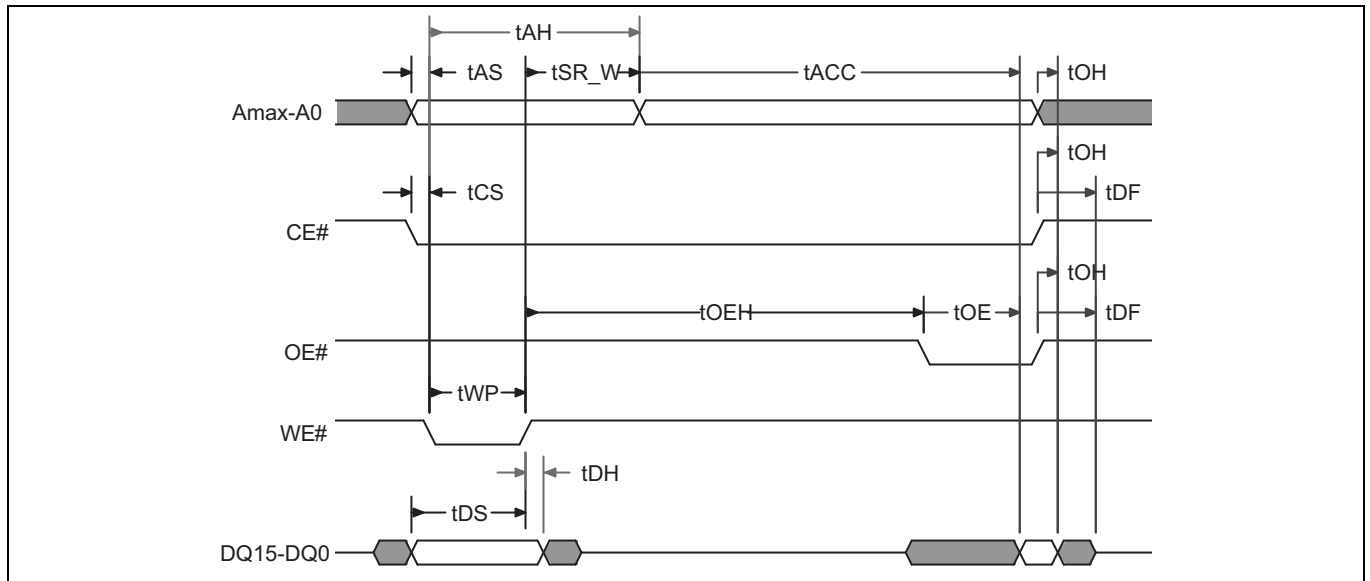 tAH
tAS tSR_W tACC tOH
Amax-A0
tOH
tCS tDF
CE#
tOH
tOEH tOE tDF
OE#
tWP
WE#
tDH
tDS
DQ15-DQ0